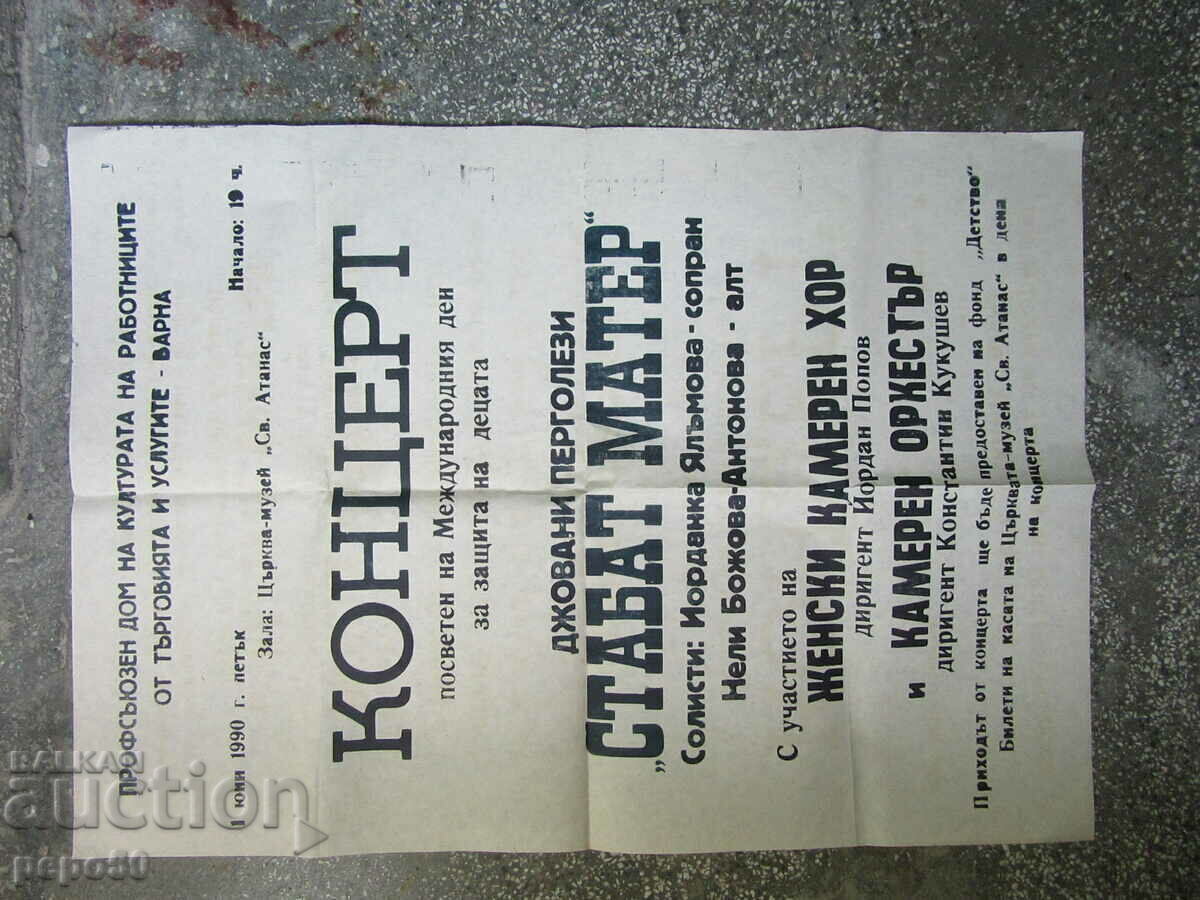 ПРОФСЪЮЗЕН ДОМ НА КУЛТУРАТА НА РАБОТНИЦИТЕ
ОТ ТЪРГОВИЯТА И УСЛУГИТЕ - ВАРНА
1 юни 1990 г. петък
Начало: 19 ч.
Зала: Църква-музей „Св. Атанас“
КОНЦЕРТ
посветен на Международния ден
за защита на децата
ДЖОВАНИ ПЕРГОЛЕЗИ
„СТАБАТ МАТЕР“
Солисти: Иорданка Ялъмова - сопран
Нели Божкова-Антонова - алт
С участието на
ЖЕНСКИ КАМЕРЕН ХОР
диригент Йордан Попов
и КАМЕРЕН ОРКЕСТЪР
диригент Константин Кукушев
Приходът от концерта ще бъде предоставен на фонд „Детство“
Билети на касата на Църквата-музей „Св. Атанас“ в деня
на концерта
БАЛКАН
auction
pepo80